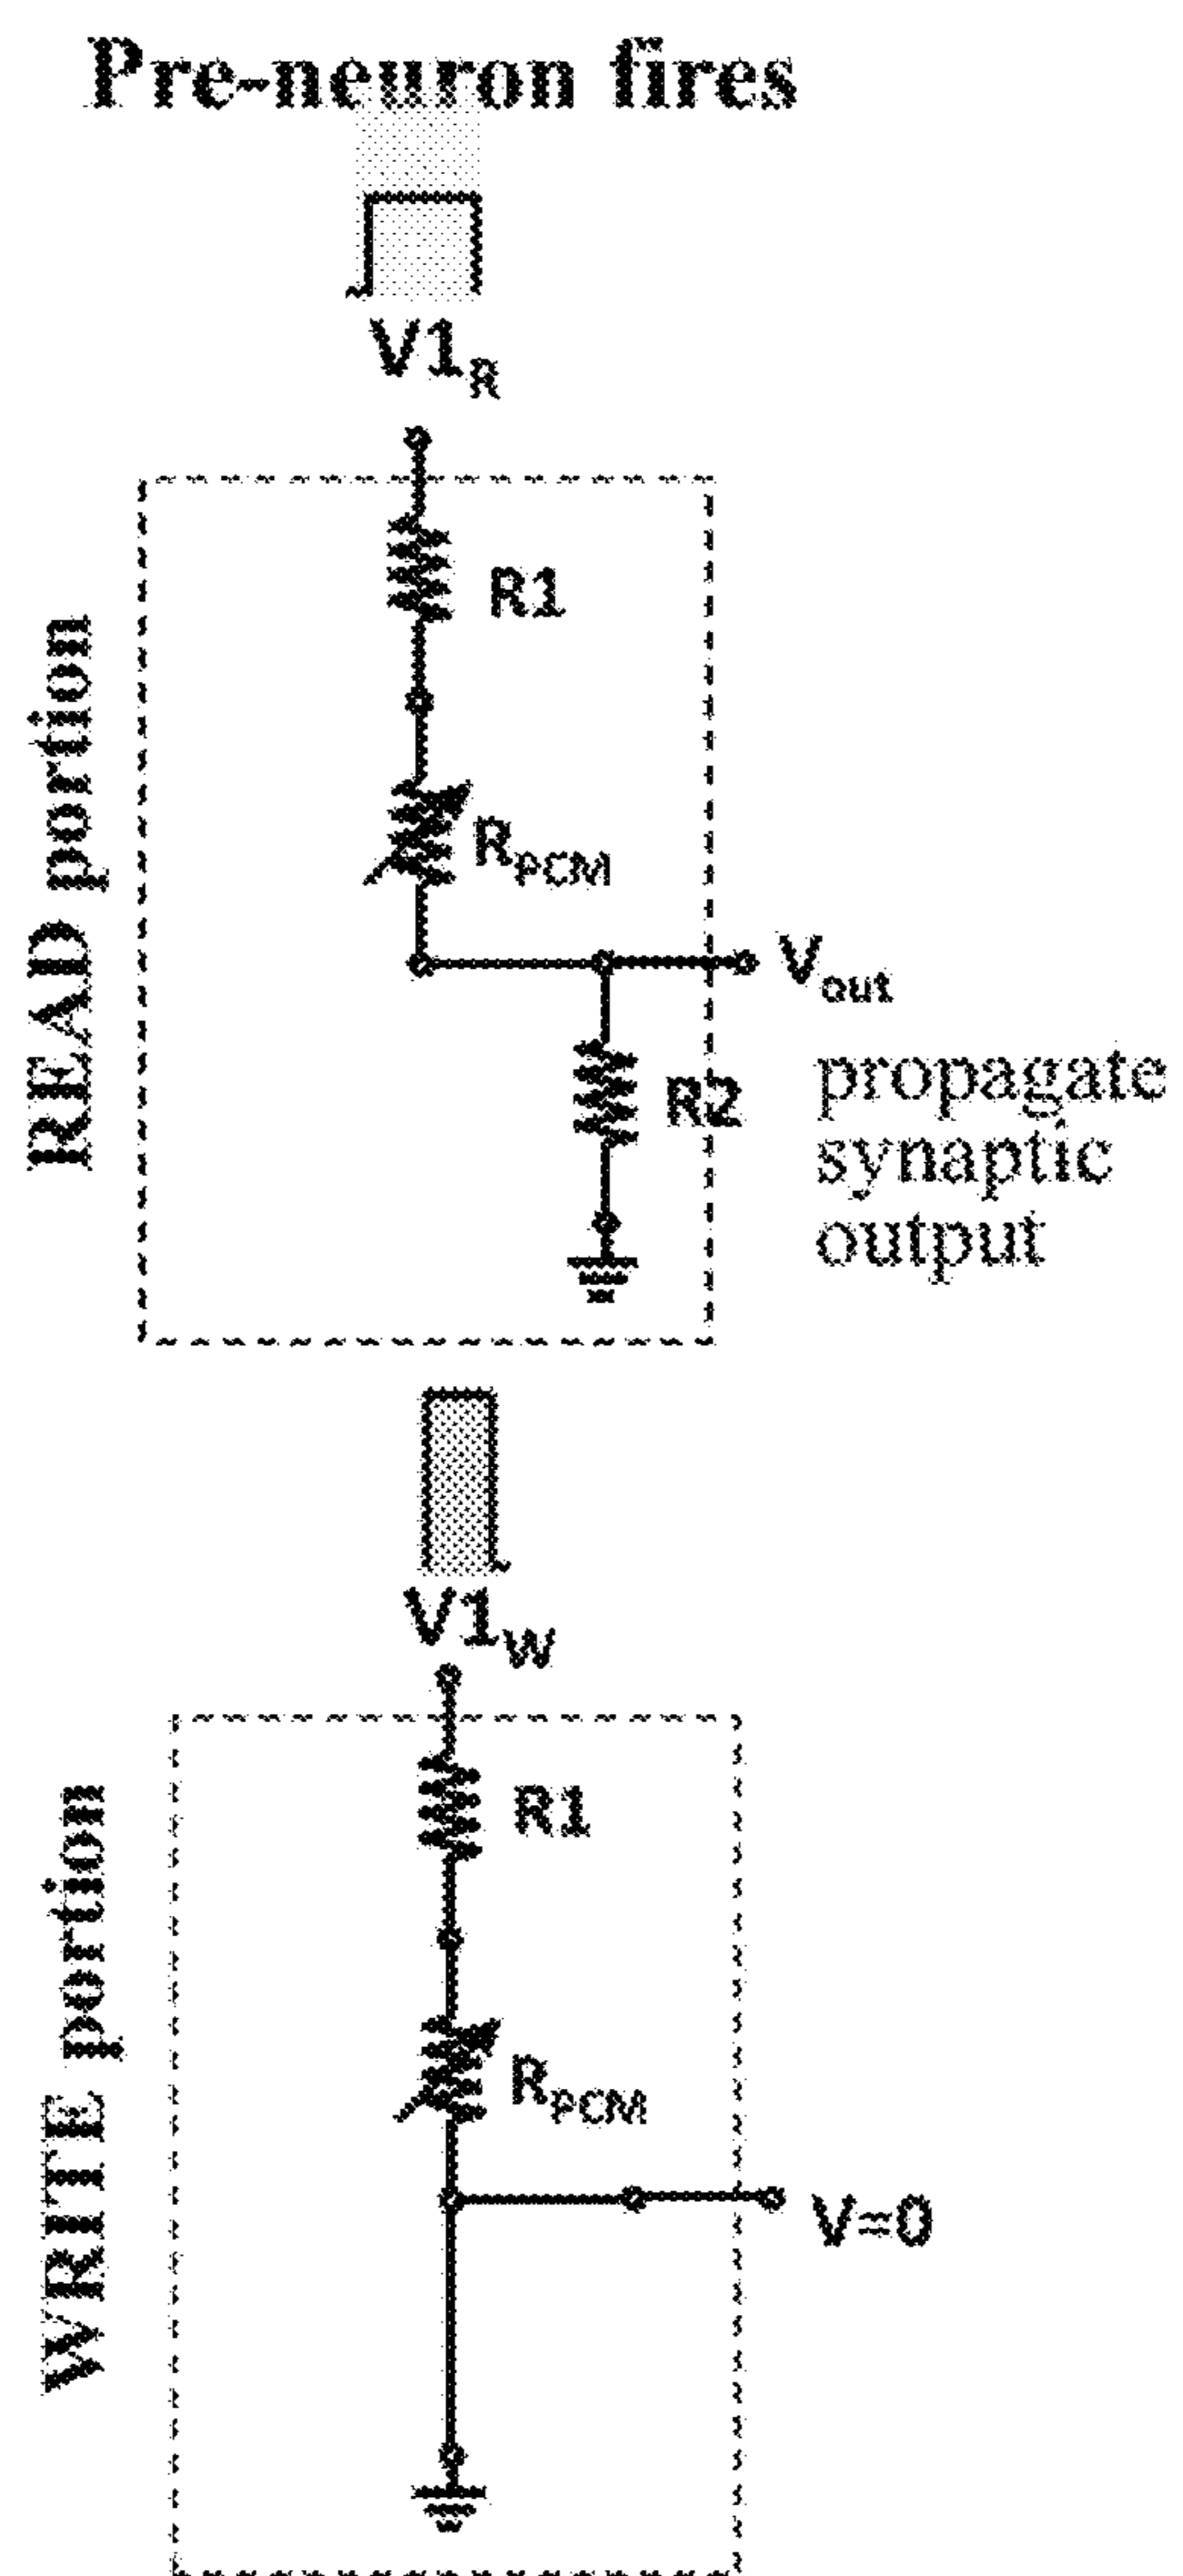 Pre-neuron fires
V1R
READ portion
R1
RPCM
Vout
R2
propagate
synaptic
output
V1W
WRITE portion
R1
RPCM
V=0